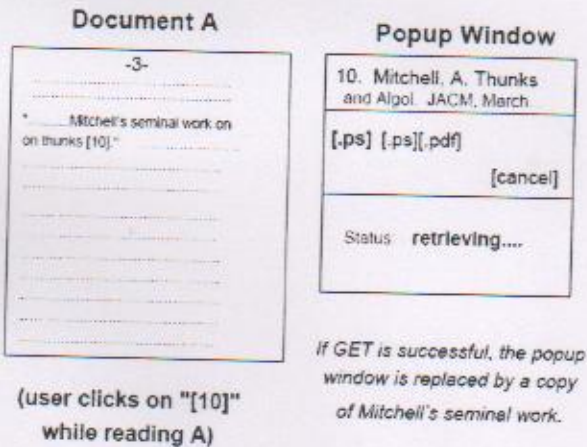 Document A
-3-
"........ Mitchell's seminal work on
on thunks [10]."
(user clicks on "[10]"
while reading A)
Popup Window
10. Mitchell, A. Thunks
and Algol. JACM, March
[.ps] [.ps][.pdf]
[cancel]
Status: retrieving....
If GET is successful, the popup
window is replaced by a copy
of Mitchell's seminal work.